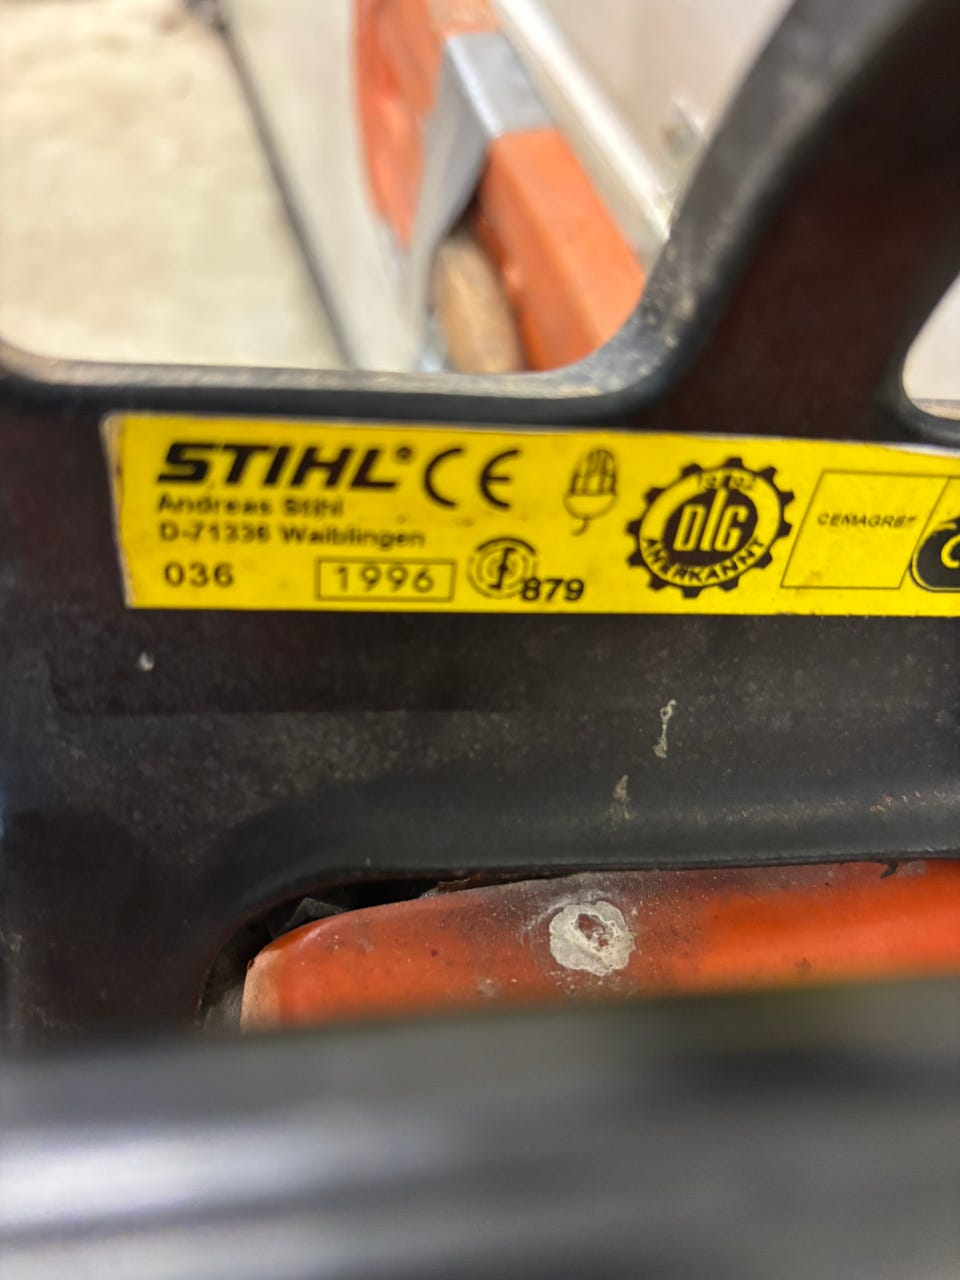 STIHL® CE
Andreas Stihl
D-71336 Waiblingen
036 1996 S 879
DLG
ANERKANNT
CEMAGREF